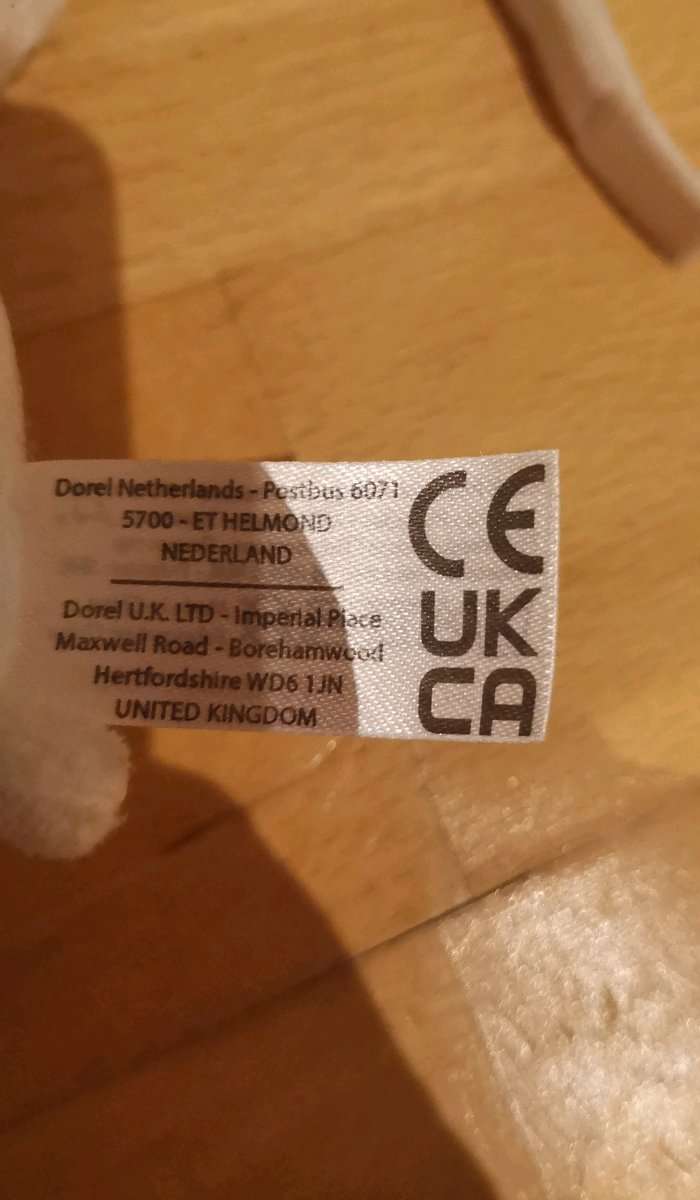 Dorel Netherlands - Postbus 6071
5700 - ET HELMOND
NEDERLAND
Dorel U.K. LTD - Imperial Place
Maxwell Road - Borehamwood
Hertfordshire WD6 1JN
UNITED KINGDOM
CE
UK
CA